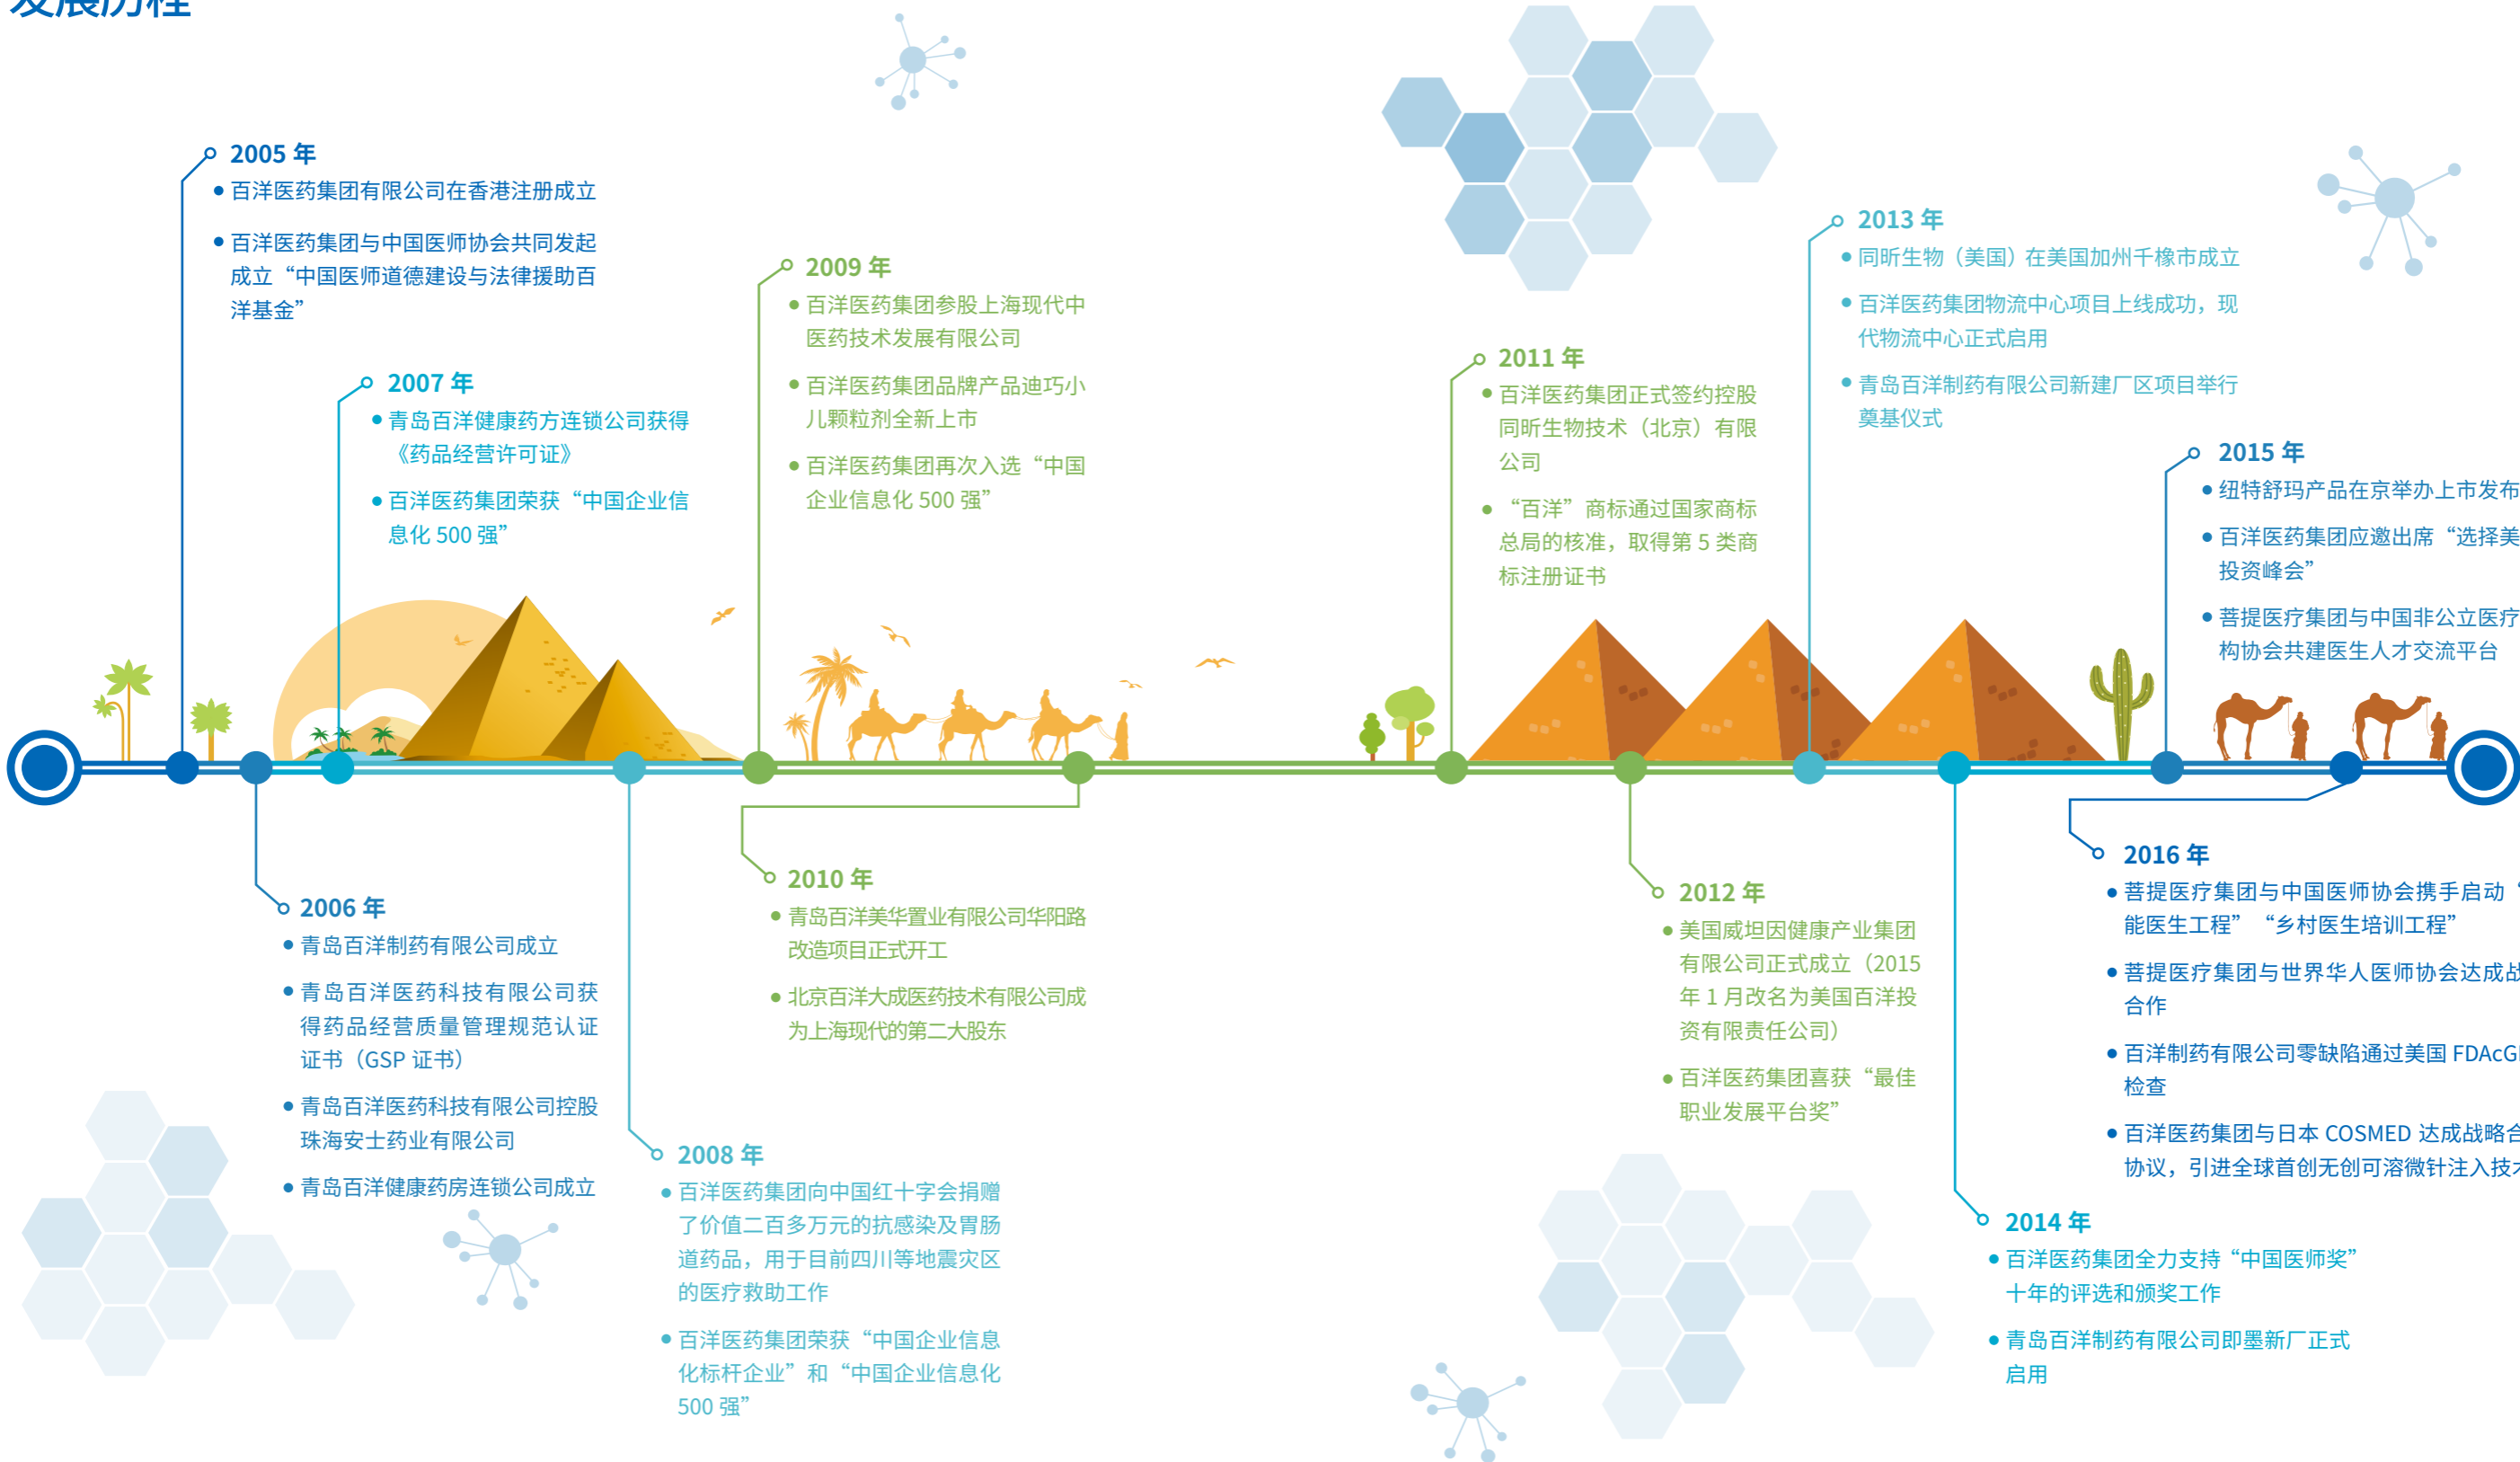 发展历程
2005 年
百洋医药集团有限公司在香港注册成立
百洋医药集团与中国医师协会共同发起
成立“中国医师道德建设与法律援助百
洋基金”
2006 年
青岛百洋制药有限公司成立
青岛百洋医药科技有限公司获
得药品经营质量管理规范认证
证书（GSP 证书）
青岛百洋医药科技有限公司控股
珠海安士药业有限公司
青岛百洋健康药房连锁公司成立
2007 年
青岛百洋健康药方连锁公司获得
《药品经营许可证》
百洋医药集团荣获“中国企业信
息化 500 强”
2008 年
百洋医药集团向中国红十字会捐赠
了价值二百多万元的抗感染及胃肠
道药品，用于目前四川等地震灾区
的医疗救助工作
百洋医药集团荣获“中国企业信息
化标杆企业”和“中国企业信息化
500 强”
2009 年
百洋医药集团参股上海现代中
医药技术发展有限公司
百洋医药集团品牌产品迪巧小
儿颗粒剂全新上市
百洋医药集团再次入选“中国
企业信息化 500 强”
2010 年
青岛百洋美华置业有限公司华阳路
改造项目正式开工
北京百洋大成医药技术有限公司成
为上海现代的第二大股东
2011 年
百洋医药集团正式签约控股
同昕生物技术（北京）有限
公司
“百洋”商标通过国家商标
总局的核准，取得第 5 类商
标注册证书
2012 年
美国威坦因健康产业集团
有限公司正式成立（2015
年 1 月改名为美国百洋投
资有限责任公司）
百洋医药集团喜获“最佳
职业发展平台奖”
2013 年
同昕生物（美国）在美国加州千橡市成立
百洋医药集团物流中心项目上线成功，现
代物流中心正式启用
青岛百洋制药有限公司新建厂区项目举行
奠基仪式
2014 年
百洋医药集团全力支持“中国医师奖”
十年的评选和颁奖工作
青岛百洋制药有限公司即墨新厂正式
启用
2015 年
纽特舒玛产品在京举办上市发布
百洋医药集团应邀出席“选择美
投资峰会”
菩提医疗集团与中国非公立医疗
构协会共建医生人才交流平台
2016 年
菩提医疗集团与中国医师协会携手启动“
能医生工程”“乡村医生培训工程”
菩提医疗集团与世界华人医师协会达成战
合作
百洋制药有限公司零缺陷通过美国 FDAcG
检查
百洋医药集团与日本 COSMED 达成战略合
协议，引进全球首创无创可溶微针注入技术